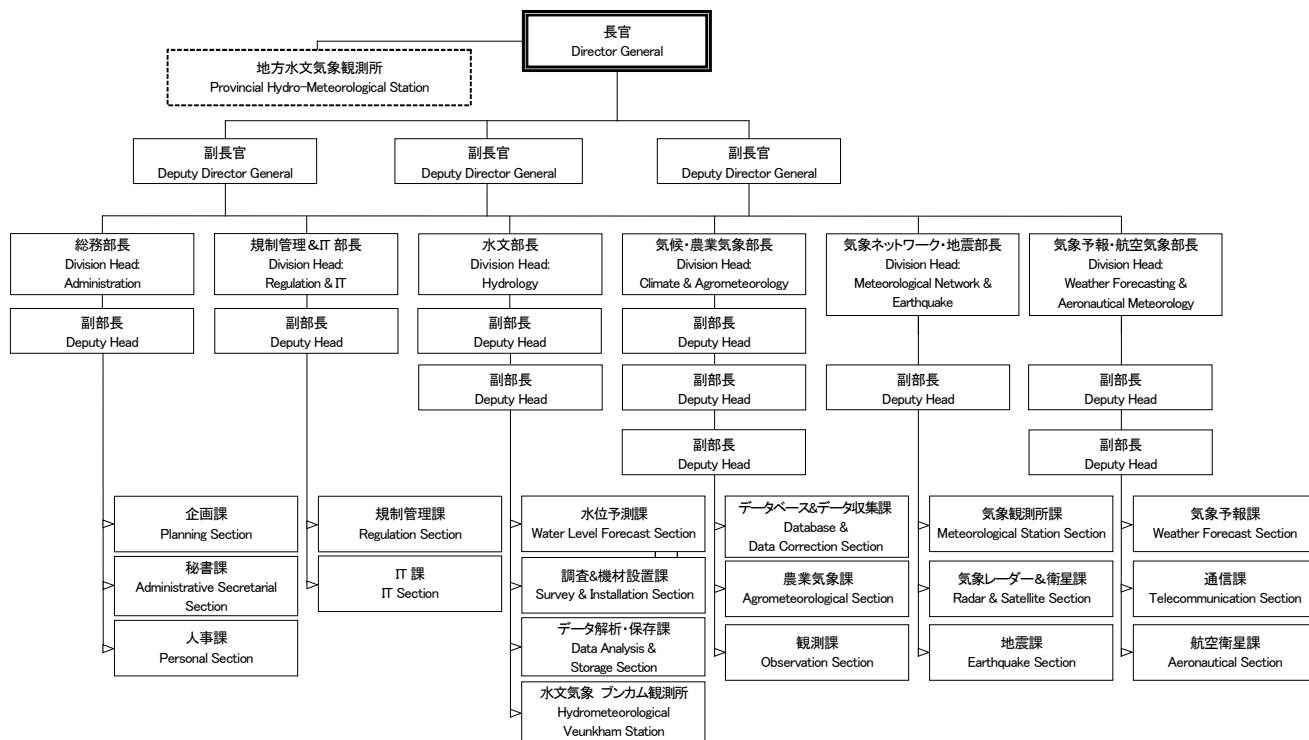 長官
Director General
地方水文気象観測所
Provincial Hydro-Meteorological Station
副長官
Deputy Director General
副長官
Deputy Director General
副長官
Deputy Director General
総務部長
Division Head:
Administration
規制管理&IT 部長
Division Head:
Regulation & IT
水文部長
Division Head:
Hydrology
気候・農業気象部長
Division Head:
Climate & Agrometeorology
気象ネットワーク・地震部長
Division Head:
Meteorological Network &
Earthquake
気象予報・航空気象部長
Division Head:
Weather Forecasting &
Aeronautical Meteorology
副部長
Deputy Head
副部長
Deputy Head
副部長
Deputy Head
副部長
Deputy Head
副部長
Deputy Head
副部長
Deputy Head
副部長
Deputy Head
副部長
Deputy Head
副部長
Deputy Head
副部長
Deputy Head
企画課
Planning Section
規制管理課
Regulation Section
水位予測課
Water Level Forecast Section
データベース&データ収集課
Database &
Data Correction Section
気象観測所課
Meteorological Station Section
気象予報課
Weather Forecast Section
秘書課
Administrative Secretarial
Section
IT 課
IT Section
調査&機材設置課
Survey & Installation Section
農業気象課
Agrometeorological Section
気象レーダー&衛星課
Radar & Satellite Section
通信課
Telecommunication Section
人事課
Personal Section
データ解析・保存課
Data Analysis &
Storage Section
観測課
Observation Section
地震課
Earthquake Section
航空衛星課
Aeronautical Section
水文気象 ブンカム観測所
Hydrometeorological
Veunkham Station